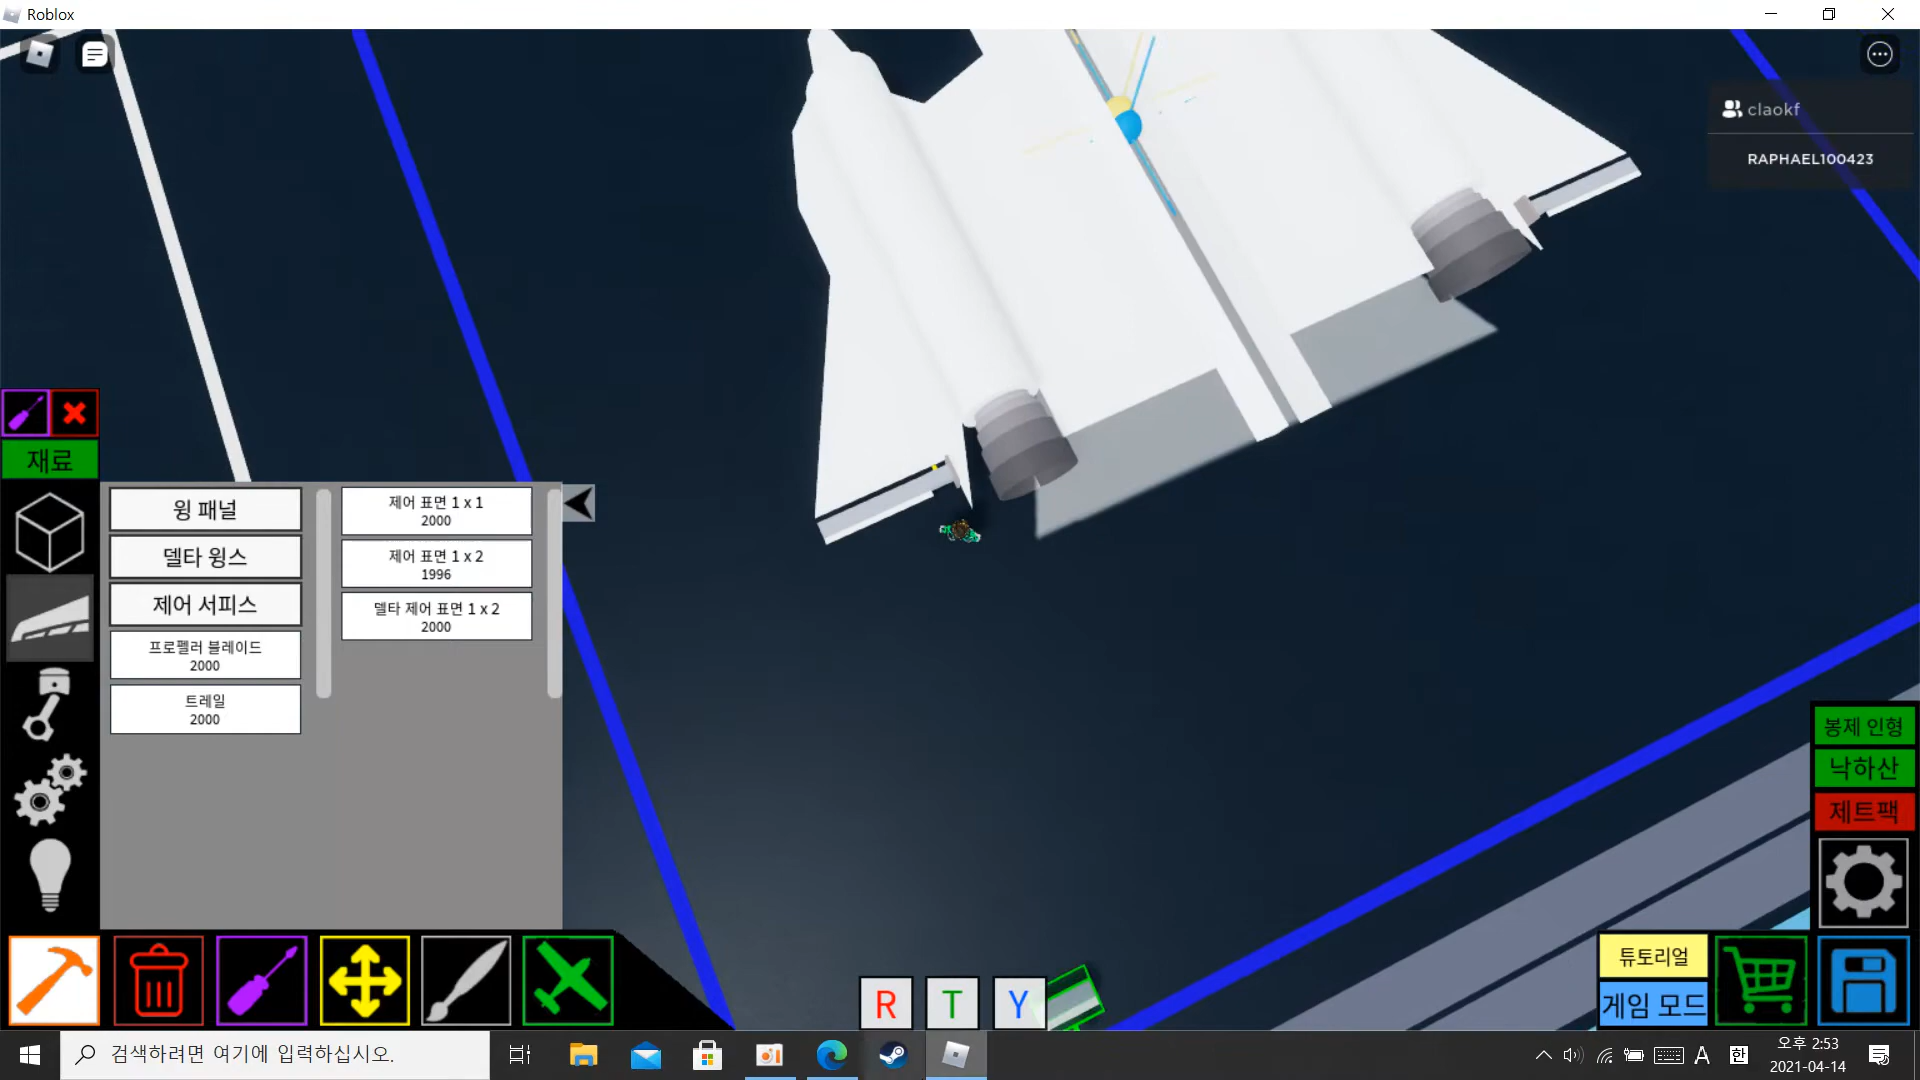 Roblox
claokf
RAPHAEL100423
재료
윙 패널
델타 윙스
제어 서피스
프로펠러 블레이드
2000
트레일
2000
제어 표면 1 x 1
2000
제어 표면 1 x 2
1996
델타 제어 표면 1 x 2
2000
봉제 인형
낙하산
제트팩
튜토리얼
게임 모드
R
T
Y
검색하려면 여기에 입력하십시오.
A
한
오후 2:53
2021-04-14